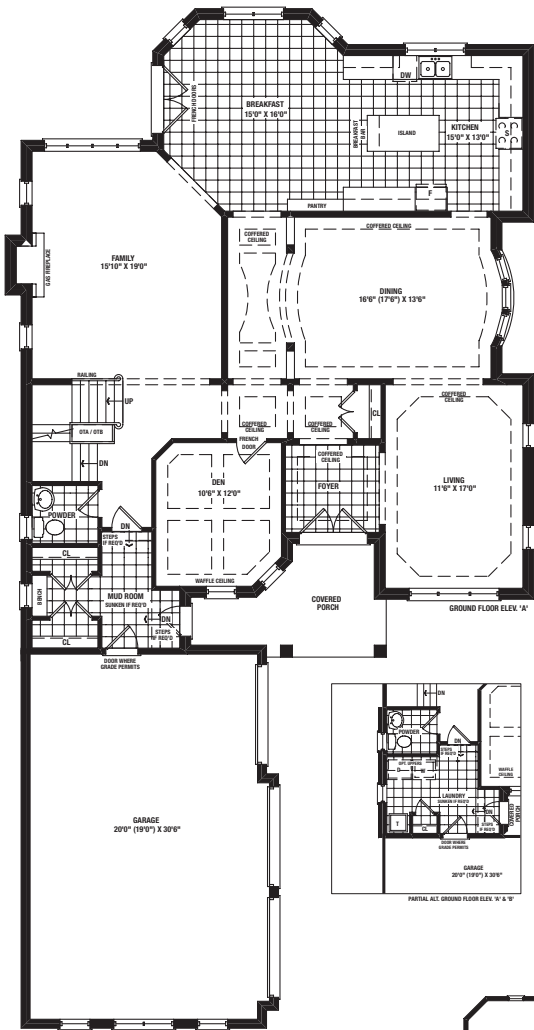 DW
FRENCH DOORS
BREAKFAST
15'0" X 16'0"
BREAKFAST
BAR
ISLAND
KITCHEN
15'0" X 13'0"
S
PANTRY
F
COFFERED
CEILING
COFFERED CEILING
FAMILY
15'10" X 19'0"
GAS FIREPLACE
DINING
16'6" (17'6") X 13'6"
RAILING
UP
OTA / OTB
DN
COFFERED
CEILING
COFFERED
CEILING
CL
COFFERED
CEILING
FRENCH
DOOR
COFFERED
CEILING
DEN
10'6" X 12'0"
FOYER
LIVING
11'6" X 17'0"
POWDER
DN
STEPS
IF REQ'D
CL
MUD ROOM
SUNKEN IF REQ'D
BENCH
WAFFLE CEILING
COVERED
PORCH
DN
STEPS
IF REQ'D
CL
DOOR WHERE
GRADE PERMITS
GROUND FLOOR ELEV. 'A'
GARAGE
20'0" (19'0") X 30'6"
DN
POWDER
DN
STEPS
IF REQ'D
WAFFLE
CEILING
OPT. UPPERS
D
W
LAUNDRY
SUNKEN IF REQ'D
DN
STEPS
IF REQ'D
COVERED
PORCH
T
CL
DOOR WHERE
GRADE PERMITS
GARAGE
20'0" (19'0") X 30'6"
PARTIAL ALT. GROUND FLOOR ELEV. 'A' & 'B'